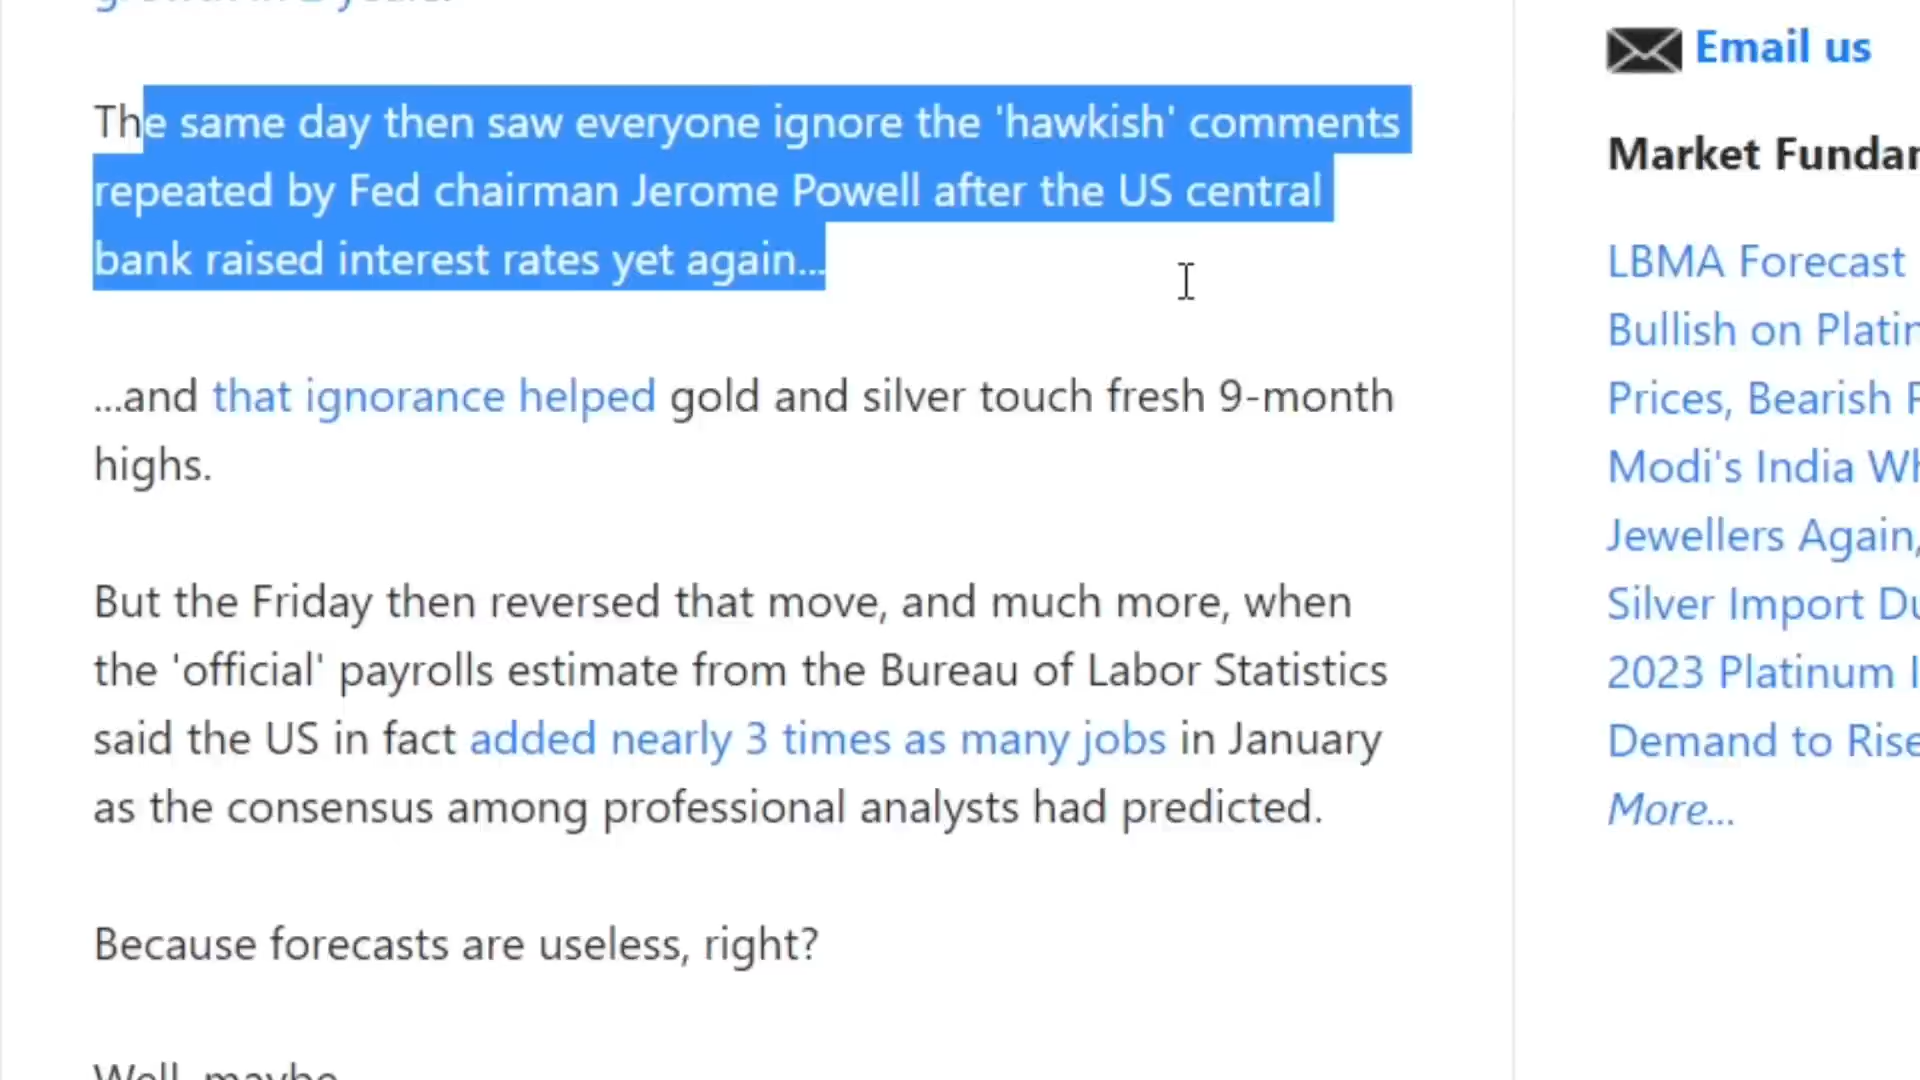 The same day then saw everyone ignore the 'hawkish' comments
repeated by Fed chairman Jerome Powell after the US central
bank raised interest rates yet again...
...and that ignorance helped gold and silver touch fresh 9-month
highs.
But the Friday then reversed that move, and much more, when
the 'official' payrolls estimate from the Bureau of Labor Statistics
said the US in fact added nearly 3 times as many jobs in January
as the consensus among professional analysts had predicted.
Because forecasts are useless, right?
Well, maybe
Email us
Market
LBMA Forecast
Bullish on
Prices, Bearish
Modi's India
Jewellers Again,
Silver Import
2023 Platinum
Demand to Rise
More...